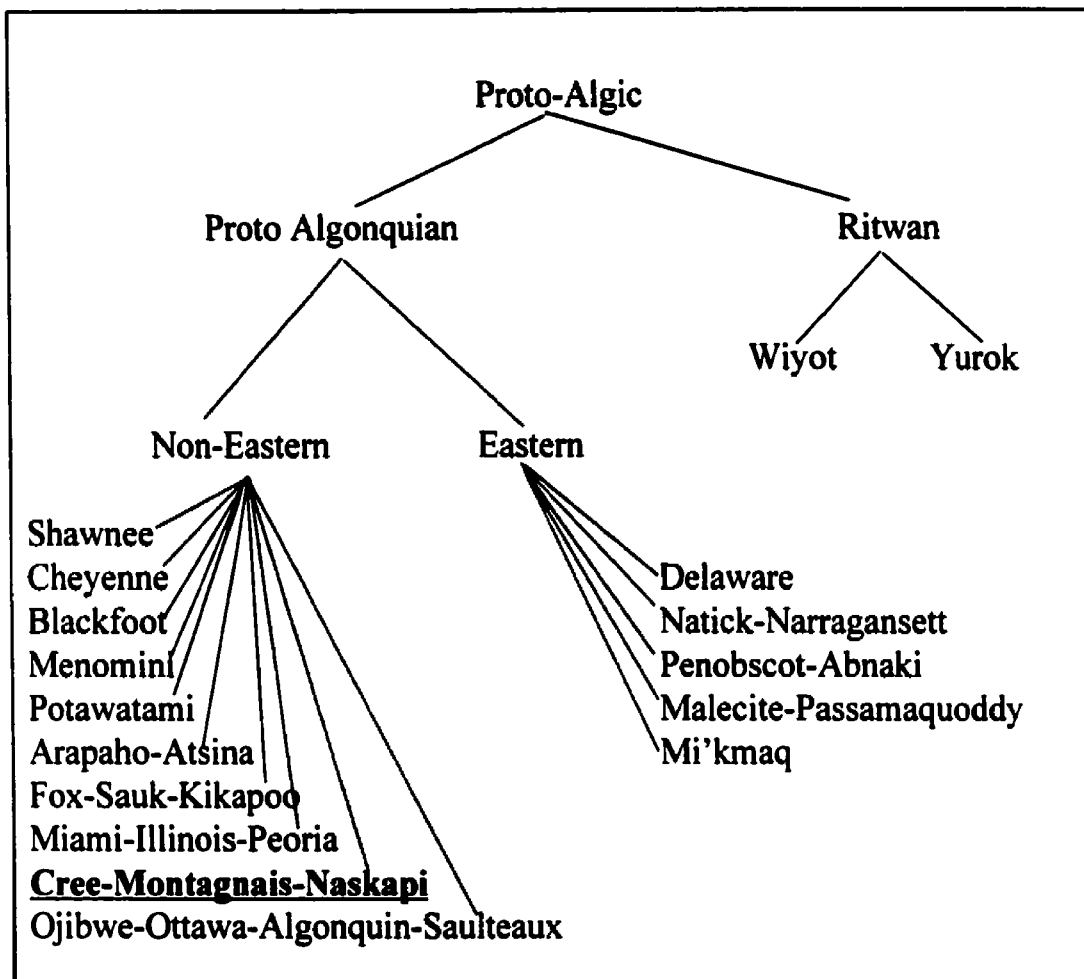 Proto-Algic
Proto Algonquian
Ritwan
Wiyot
Yurok
Non-Eastern
Eastern
Shawnee
Cheyenne
Blackfoot
Menomini
Potawatami
Arapaho-Atsina
Fox-Sauk-Kikapoo
Miami-Illinois-Peoria
Cree-Montagnais-Naskapi
Ojibwe-Ottawa-Algonquin-Saulteaux
Delaware
Natick-Narragansett
Penobscot-Abnaki
Malecite-Passamaquoddy
Mi'kmaq